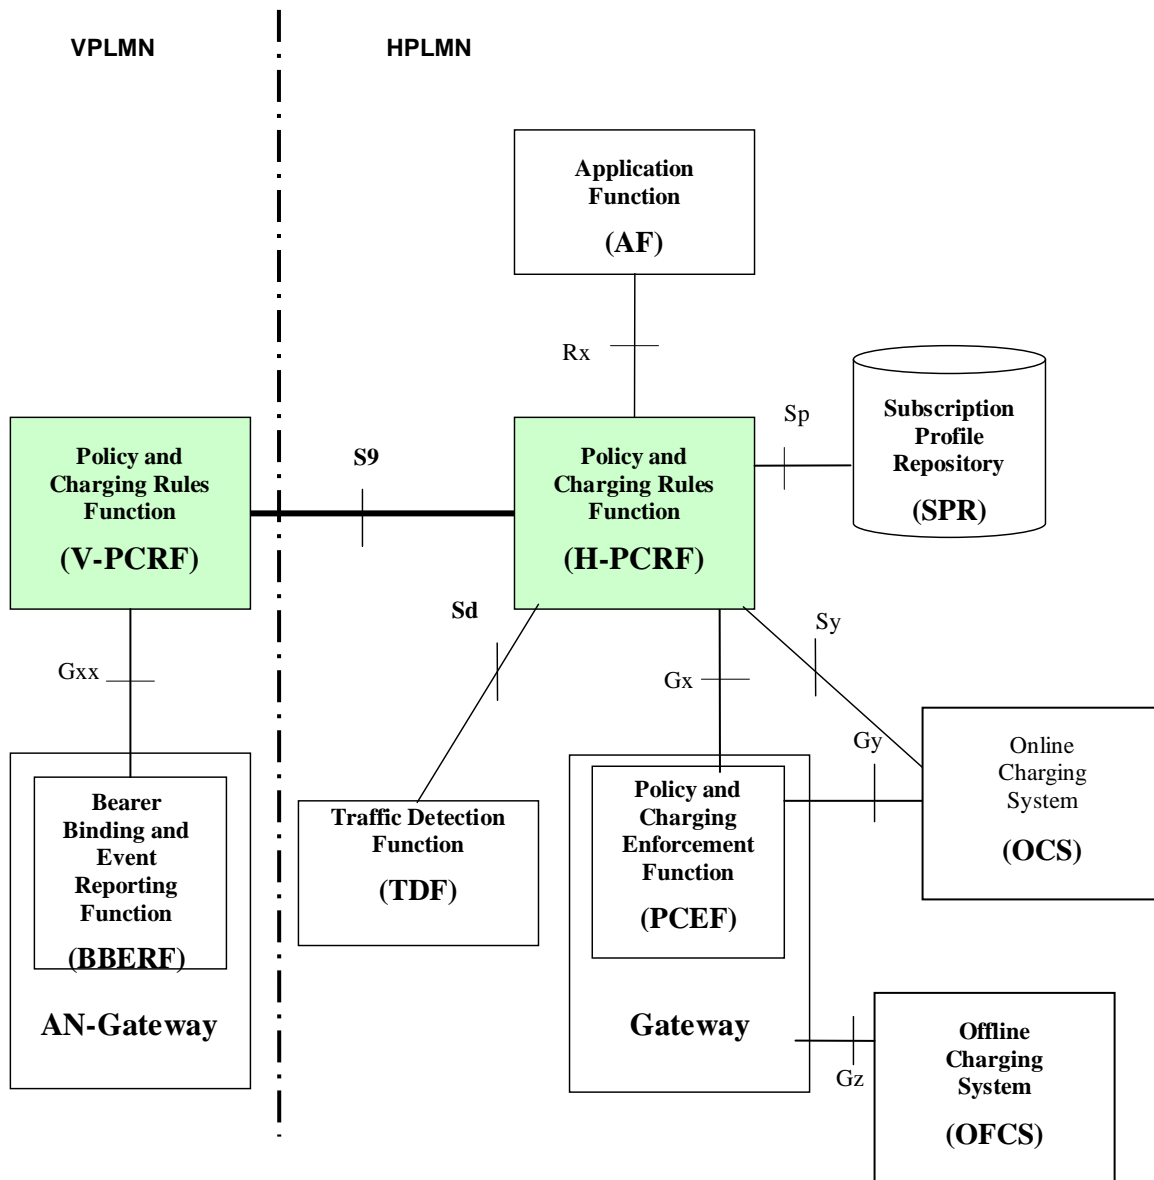 VPLMN
HPLMN
Application
Function
(AF)
Rx
Sp
Subscription
Profile
Repository
(SPR)
Policy and
Charging Rules
Function
(V-PCRF)
S9
Policy and
Charging Rules
Function
(H-PCRF)
Sd
Sy
Gxx
Gx
Gy
Bearer
Binding and
Event
Reporting
Function
(BBERF)
AN-Gateway
Traffic Detection
Function
(TDF)
Policy and
Charging
Enforcement
Function
(PCEF)
Gateway
Online
Charging
System
(OCS)
Gz
Offline
Charging
System
(OFCS)